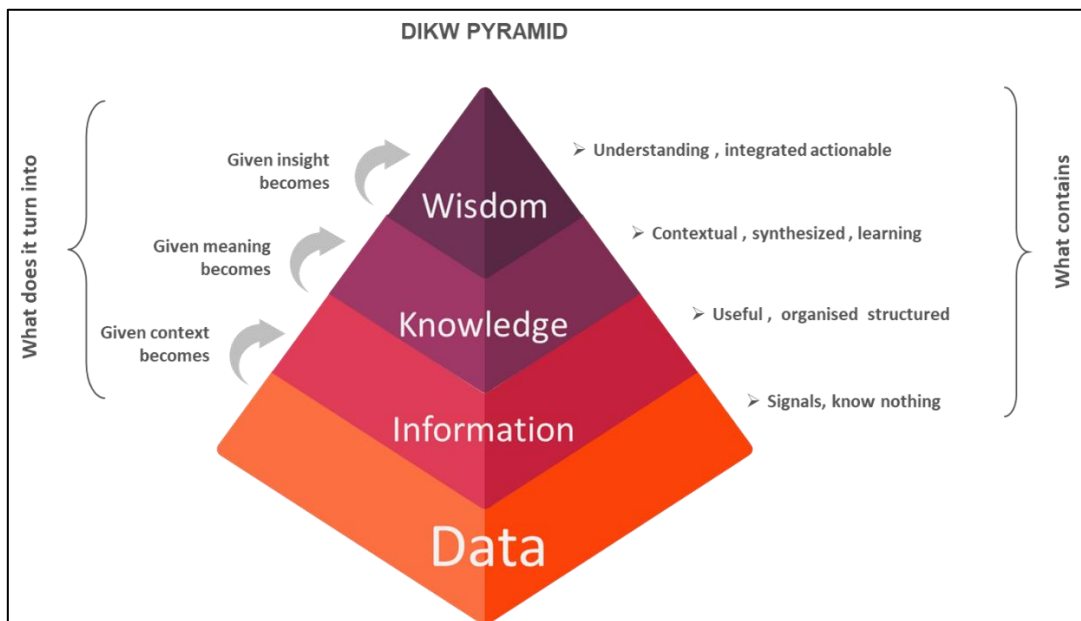 DIKW PYRAMID
What does it turn into
Given insight
becomes
Given meaning
becomes
Given context
becomes
Wisdom
Knowledge
Information
Data
➢ Understanding , integrated actionable
➢ Contextual , synthesized , learning
➢ Useful , organised structured
➢ Signals, know nothing
What contains